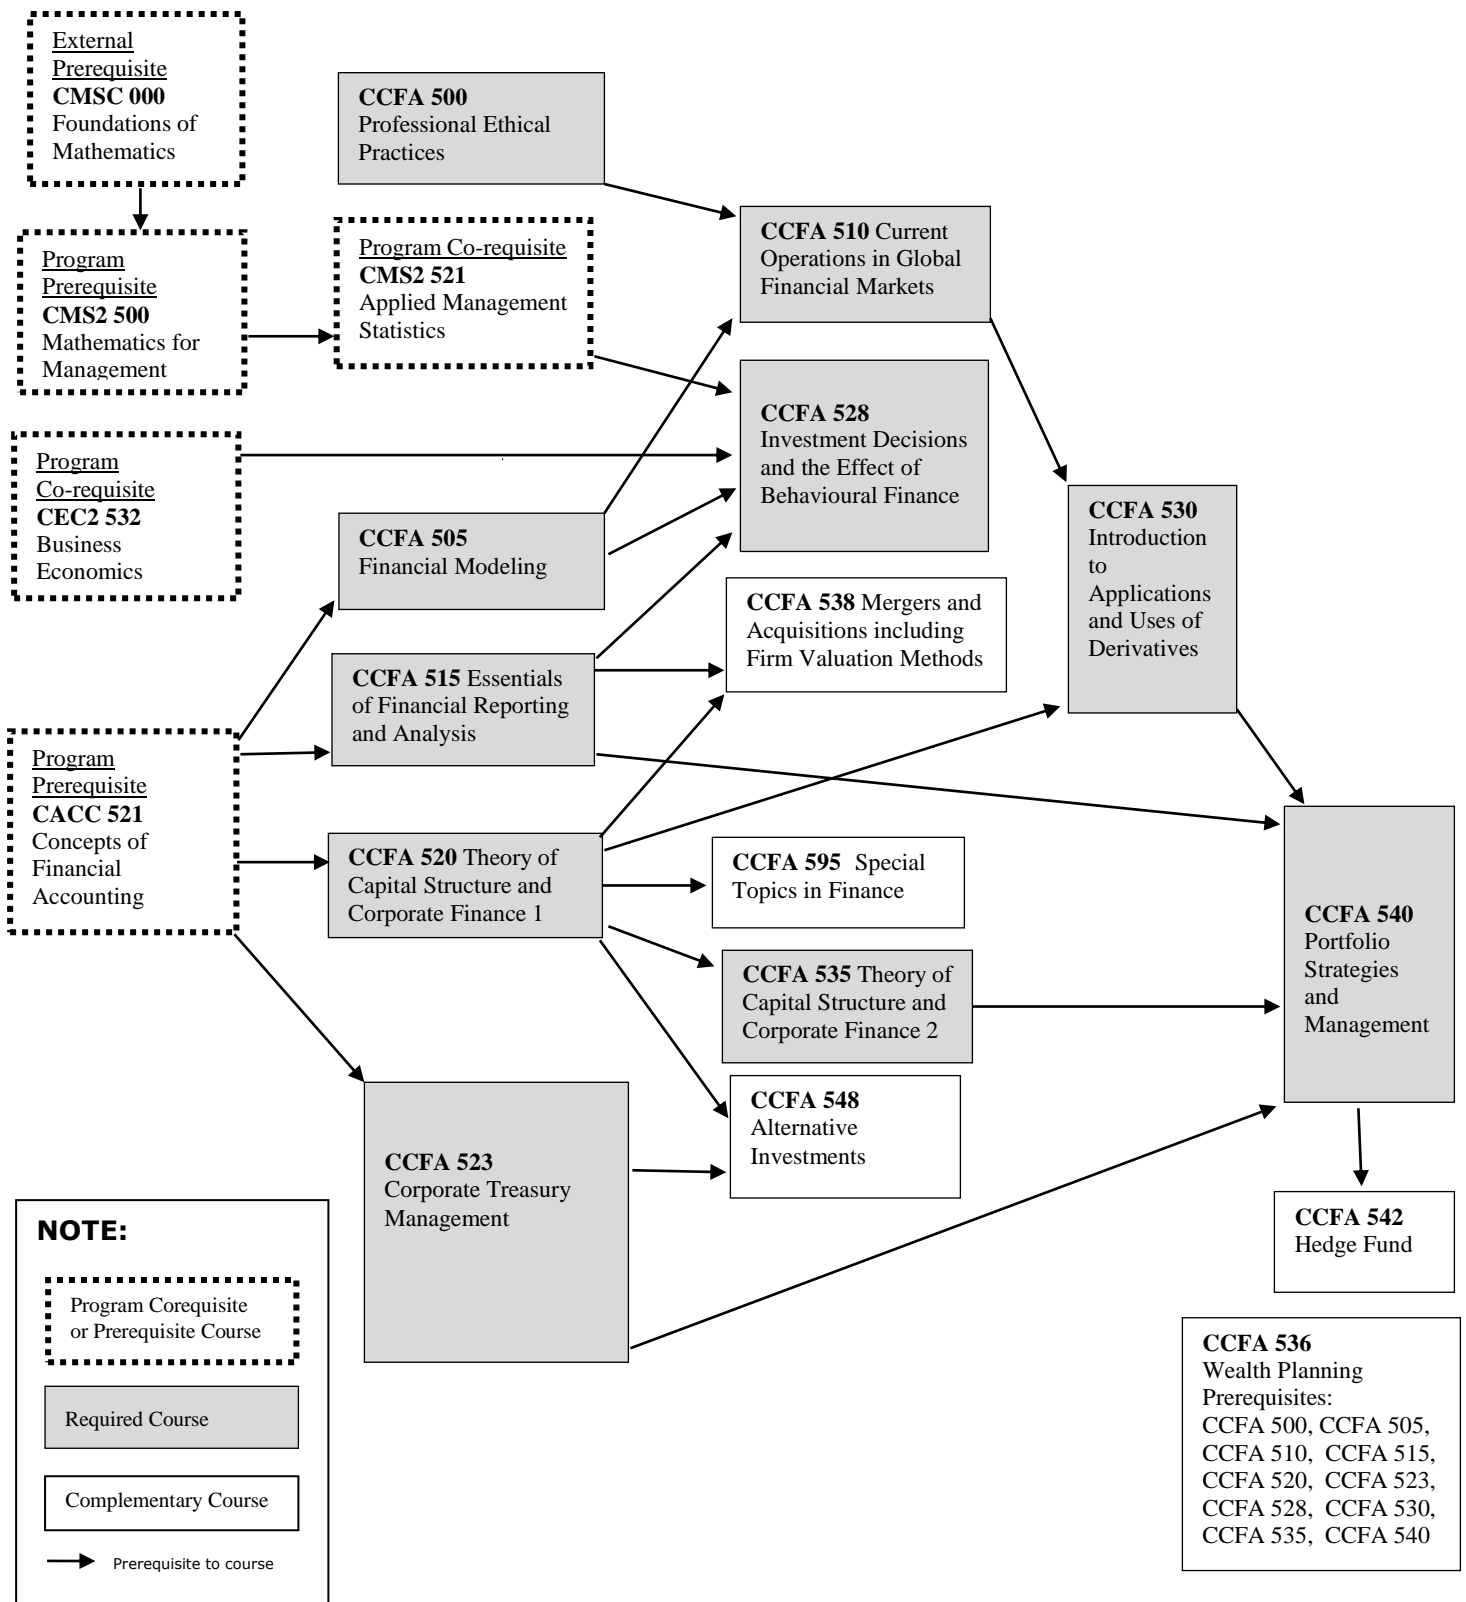 External
Prerequisite
CMSC 000
Foundations of
Mathematics
CCFA 500
Professional Ethical
Practices
Program
Prerequisite
CMS2 500
Mathematics for
Management
Program Co-requisite
CMS2 521
Applied Management
Statistics
CCFA 510 Current
Operations in Global
Financial Markets
CCFA 528
Investment Decisions
and the Effect of
Behavioural Finance
Program
Co-requisite
CEC2 532
Business
Economics
CCFA 505
Financial Modeling
CCFA 530
Introduction
to
Applications
and Uses of
Derivatives
CCFA 538 Mergers and
Acquisitions including
Firm Valuation Methods
CCFA 515 Essentials
of Financial Reporting
and Analysis
Program
Prerequisite
CACC 521
Concepts of
Financial
Accounting
CCFA 520 Theory of
Capital Structure and
Corporate Finance 1
CCFA 595 Special
Topics in Finance
CCFA 535 Theory of
Capital Structure and
Corporate Finance 2
CCFA 540
Portfolio
Strategies
and
Management
CCFA 548
Alternative
Investments
CCFA 523
Corporate Treasury
Management
CCFA 542
Hedge Fund
CCFA 536
Wealth Planning
Prerequisites:
CCFA 500, CCFA 505,
CCFA 510, CCFA 515,
CCFA 520, CCFA 523,
CCFA 528, CCFA 530,
CCFA 535, CCFA 540
NOTE:
Program Corequisite
or Prerequisite Course
Required Course
Complementary Course
Prerequisite to course